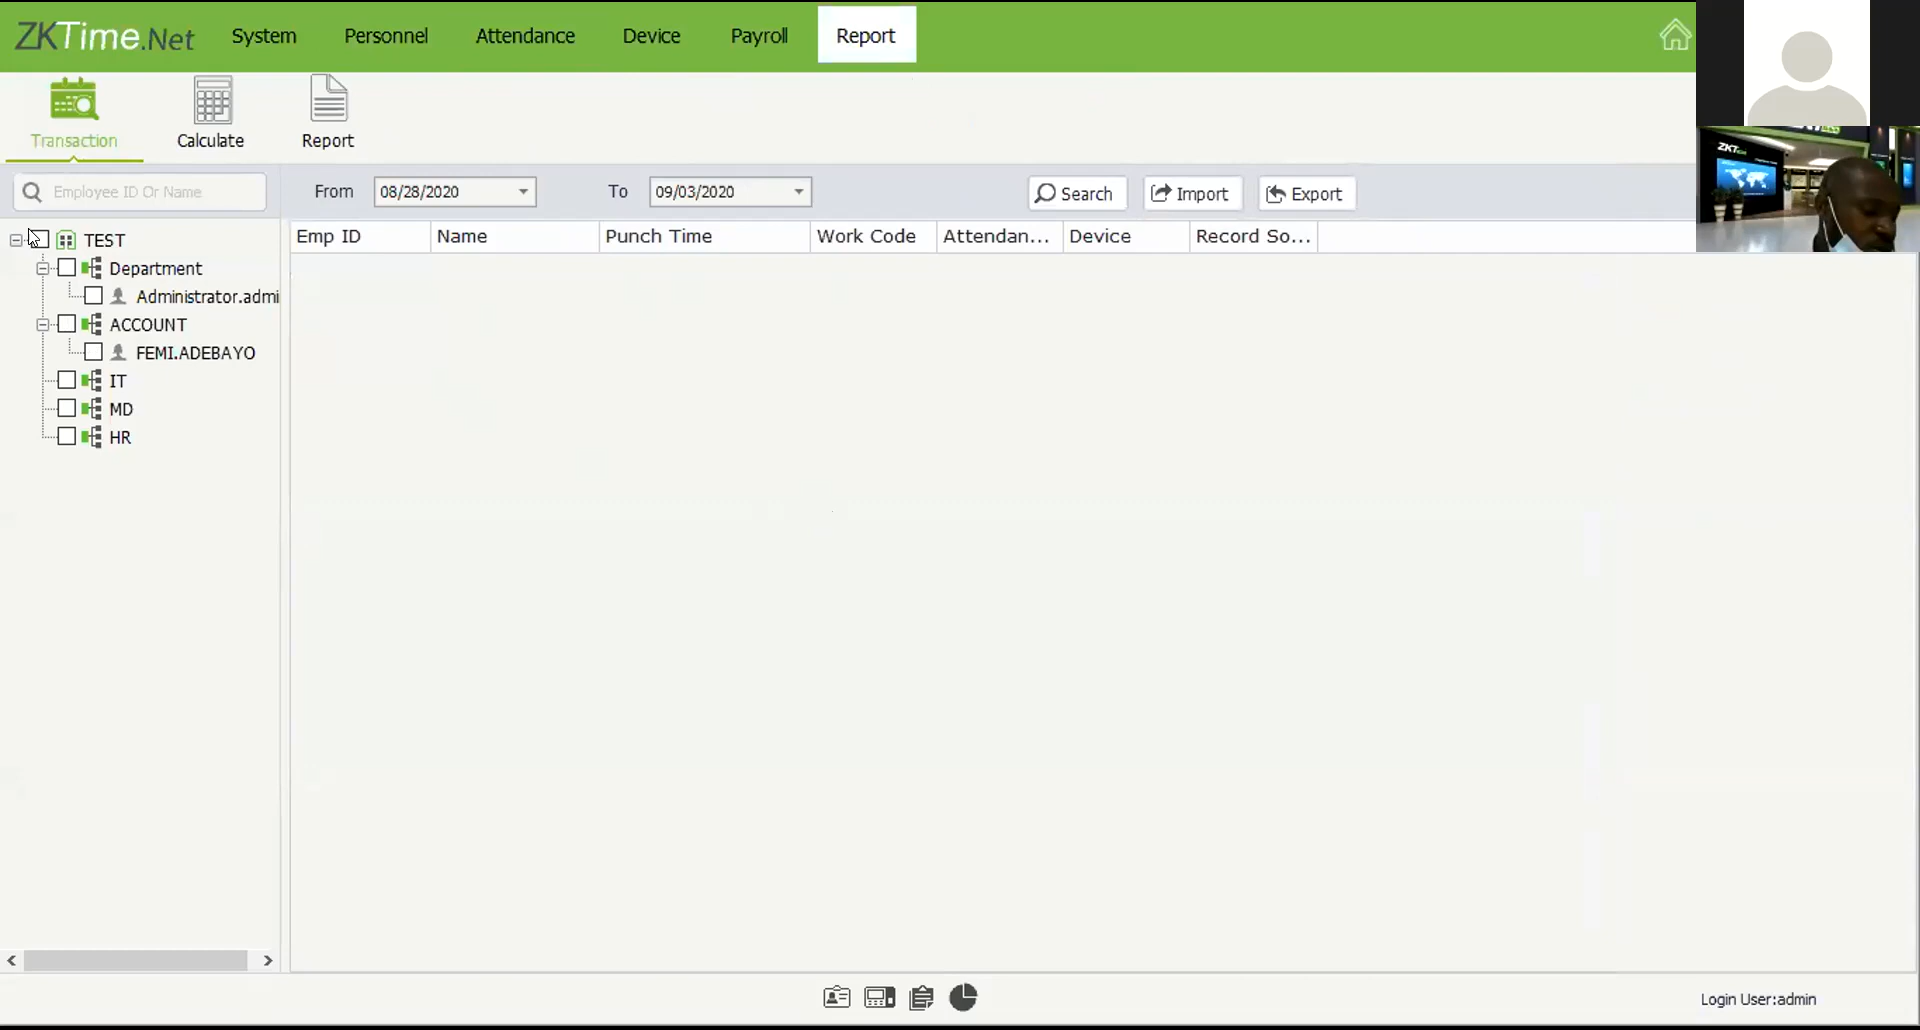 ZKTime.Net System Personnel Attendance Device Payroll Report
Transaction Calculate Report
Employee ID Or Name From 08/28/2020 To 09/03/2020 Search Import Export
Emp ID Name Punch Time Work Code Attendan... Device Record So...
TEST
Department
Administrator.admi
ACCOUNT
FEMI.ADEBAYO
IT
MD
HR
ZKT
Login User:admin